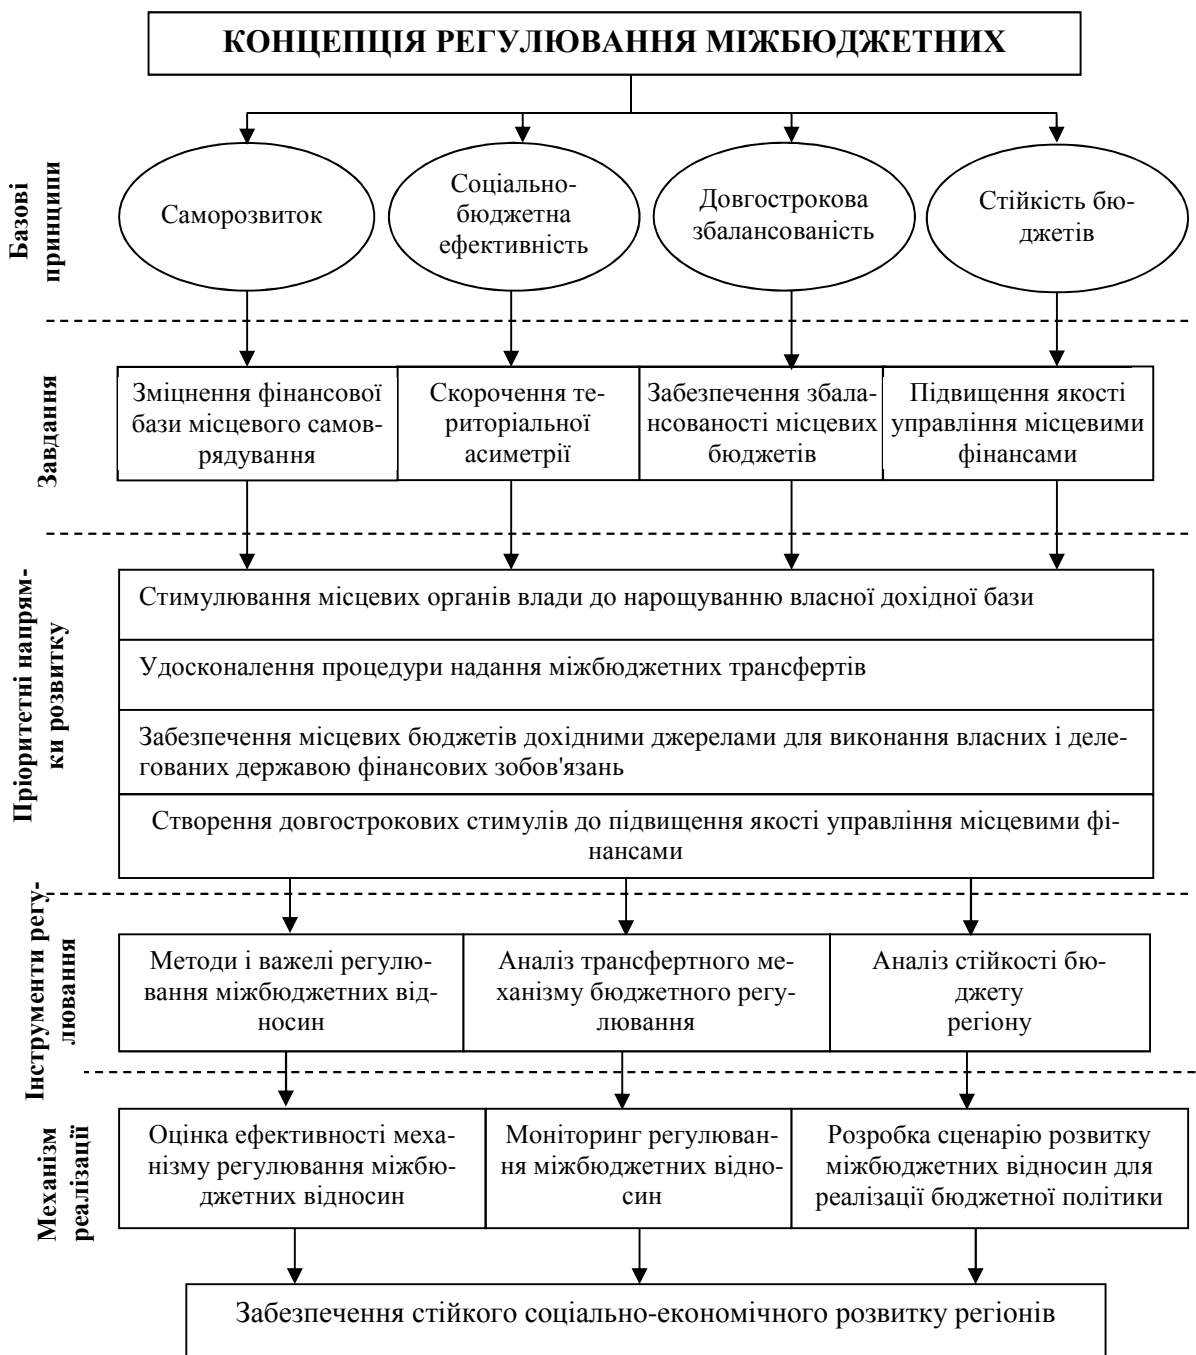 КОНЦЕПЦІЯ РЕГУЛЮВАННЯ МІЖБЮДЖЕТНИХ
Базові
принципи
Саморозвиток
Соціально-
бюджетна
ефективність
Довгострокова
збалансованість
Стійкість бю-
джетів
Завдання
Зміцнення фінансової
бази місцевого самов-
рядування
Скорочення те-
риторіальної
асиметрії
Забезпечення збала-
нсованості місцевих
бюджетів
Підвищення якості
управління місцевими
фінансами
Пріоритетні напрям-
ки розвитку
Стимулювання місцевих органів влади до нарощуванню власної дохідної бази
Удосконалення процедури надання міжбюджетних трансфертів
Забезпечення місцевих бюджетів дохідними джерелами для виконання власних і деле-
гованих державою фінансових зобов'язань
Створення довгострокових стимулів до підвищення якості управління місцевими фі-
нансами
Інструменти регу-
лювання
Методи і важелі регулю-
вання міжбюджетних від-
носин
Аналіз трансфертного ме-
ханізму бюджетного регу-
лювання
Аналіз стійкості бю-
джету
регіону
Механізм
реалізації
Оцінка ефективності меха-
нізму регулювання міжбю-
джетних відносин
Моніторинг регулюван-
ня міжбюджетних відно-
син
Розробка сценарію розвитку
міжбюджетних відносин для
реалізації бюджетної політики
Забезпечення стійкого соціально-економічного розвитку регіонів